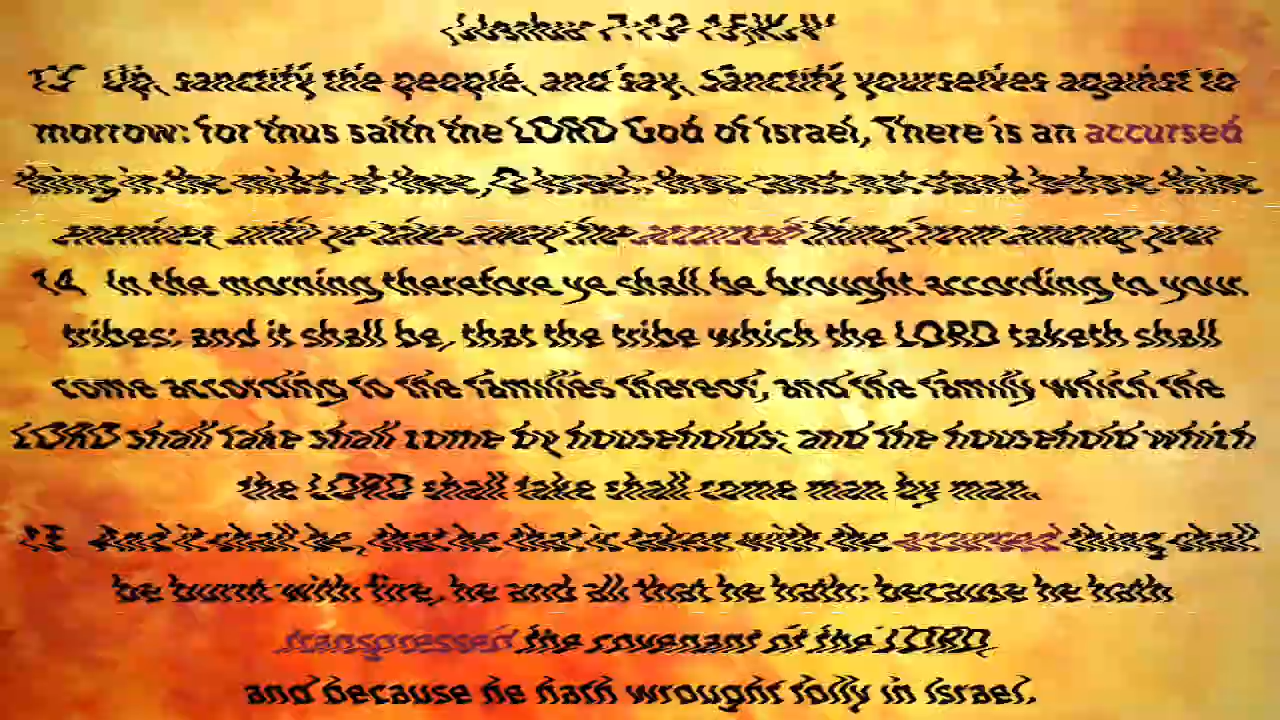 (Joshua 7:13-15)KJV
13 Up, sanctify the people, and say, Sanctify yourselves against to
morrow: for thus saith the LORD God of Israel, There is an accursed
thing in the midst of thee, O Israel: thou canst not stand before thine
enemies, until ye take away the accursed thing from among you
14 In the morning therefore ye shall be brought according to your
tribes: and it shall be, that the tribe which the LORD taketh shall
come according to the families thereof; and the family which the
LORD shall take shall come by households; and the household which
the LORD shall take shall come man by man.
15 And it shall be, that he that is taken with the accursed thing shall
be burnt with fire, he and all that he hath: because he hath
transgressed the covenant of the LORD,
and because he hath wrought folly in Israel.